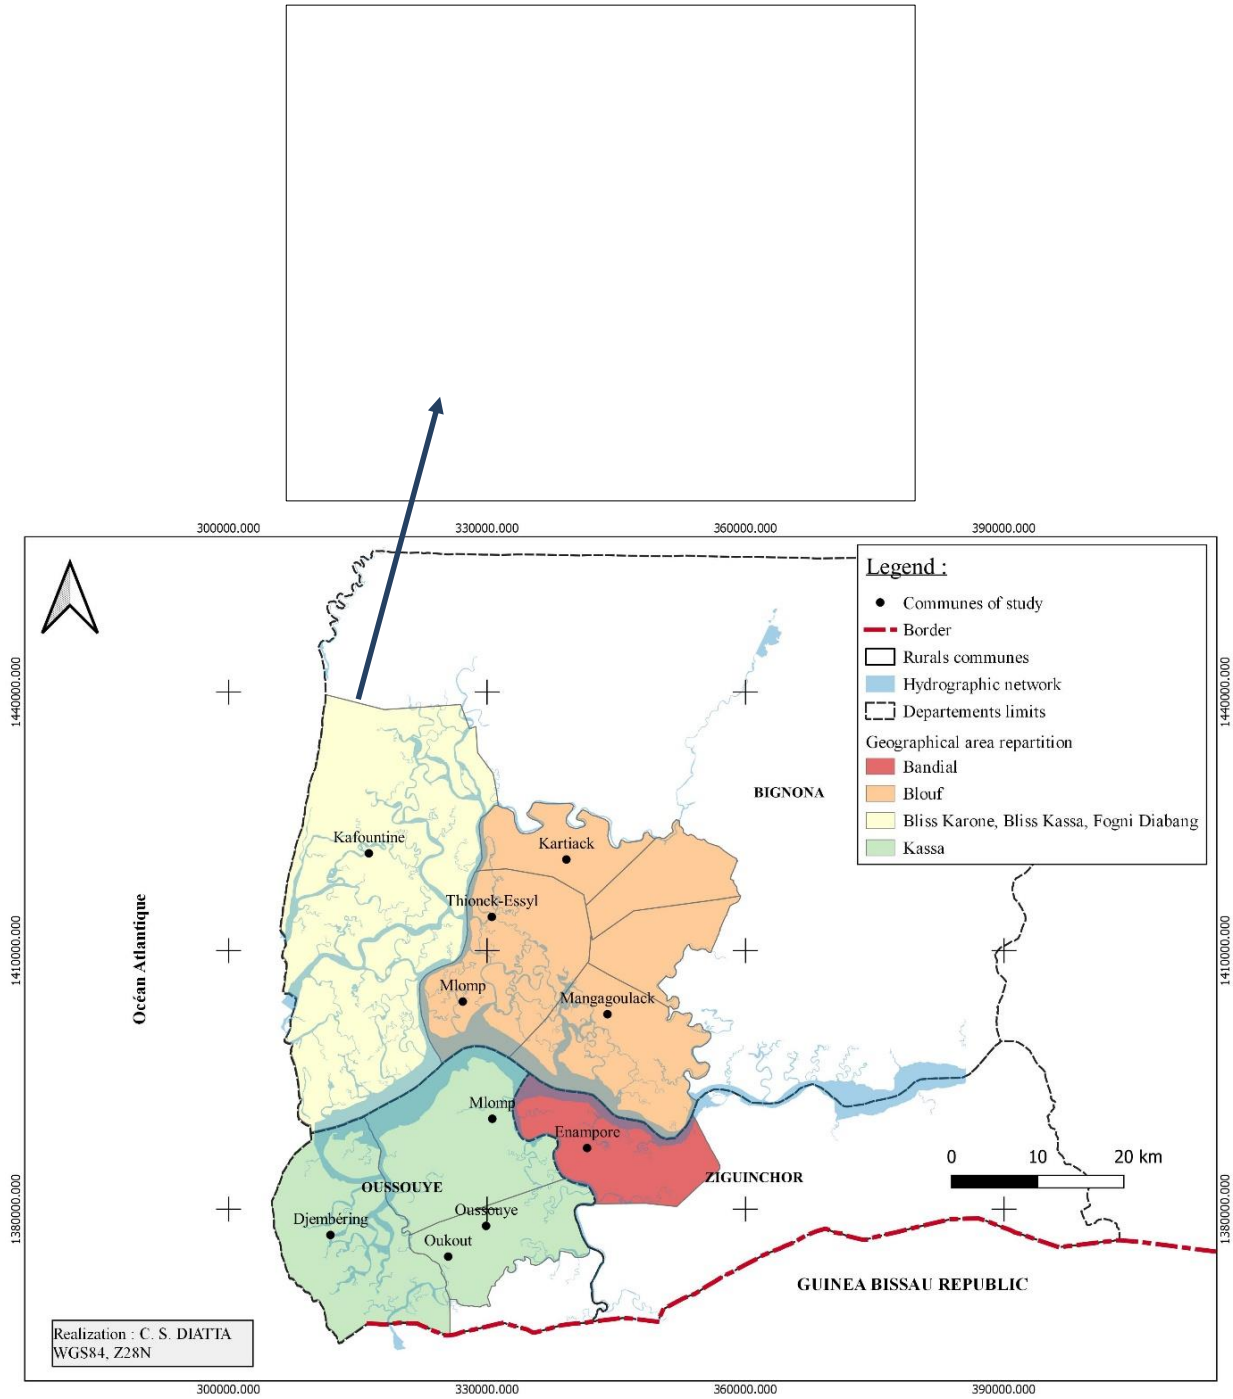 300000.000 330000.000 360000.000 390000.000
1440000.000 1440000.000
1410000.000 1410000.000
1380000.000 1380000.000
Legend :
Communes of study
Border
Rurals communes
Hydrographic network
Departements limits
Geographical area repartition
Bandial
Blouf
Bliss Karone, Bliss Kassa, Fogni Diabang
Kassa
BIGNONA
Kafountine
Kartiack
Thionck-Essyl
Océan Atlantique
Mlomp
Mangagoulack
Mlomp
Enampore
0 10 20 km
ZIGUINCHOR
OUSSOUYE
Djembéring
Oussouye
Oukout
GUINEA BISSAU REPUBLIC
Realization : C. S. DIATTA
WGS84, Z28N
300000.000 330000.000 360000.000 390000.000